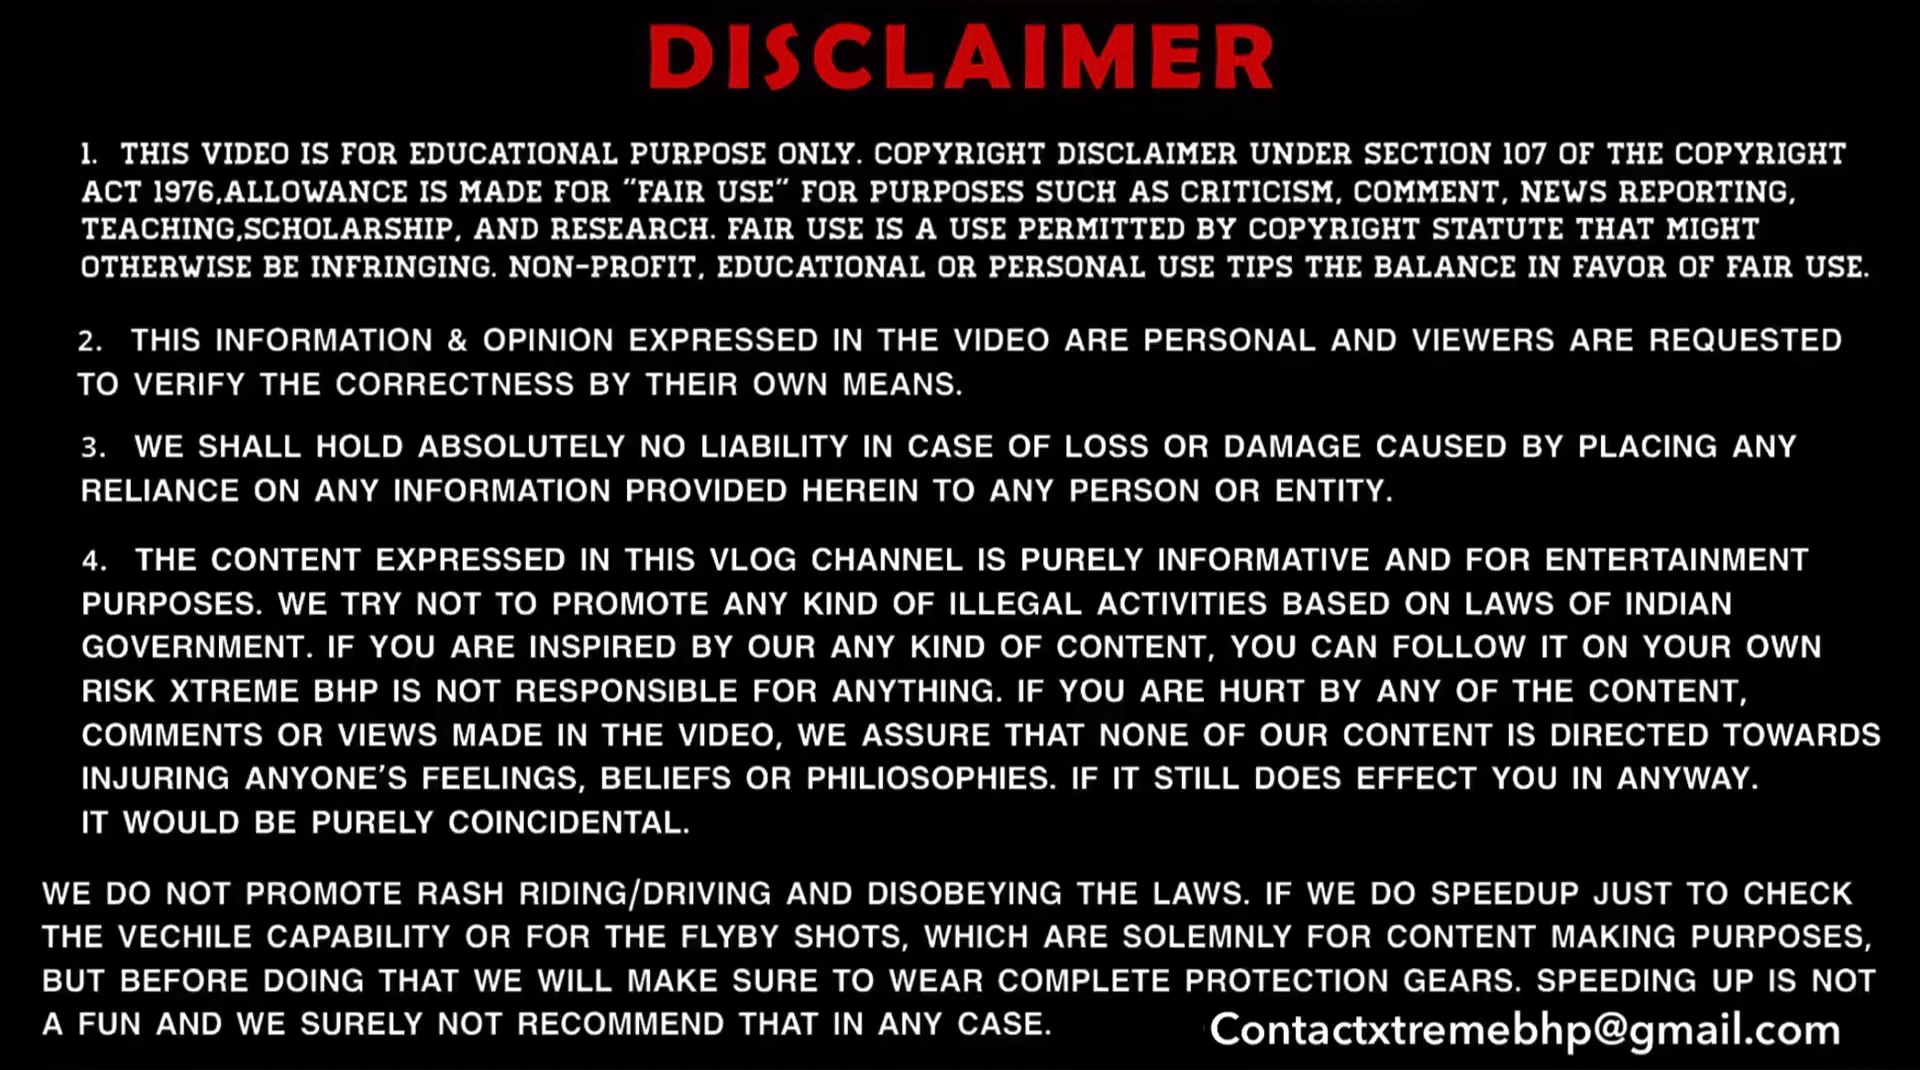 DISCLAIMER
1. THIS VIDEO IS FOR EDUCATIONAL PURPOSE ONLY. COPYRIGHT DISCLAIMER UNDER SECTION 107 OF THE COPYRIGHT
ACT 1976,ALLOWANCE IS MADE FOR "FAIR USE" FOR PURPOSES SUCH AS CRITICISM, COMMENT, NEWS REPORTING,
TEACHING,SCHOLARSHIP, AND RESEARCH. FAIR USE IS A USE PERMITTED BY COPYRIGHT STATUTE THAT MIGHT
OTHERWISE BE INFRINGING. NON-PROFIT, EDUCATIONAL OR PERSONAL USE TIPS THE BALANCE IN FAVOR OF FAIR USE.
2. THIS INFORMATION & OPINION EXPRESSED IN THE VIDEO ARE PERSONAL AND VIEWERS ARE REQUESTED
TO VERIFY THE CORRECTNESS BY THEIR OWN MEANS.
3. WE SHALL HOLD ABSOLUTELY NO LIABILITY IN CASE OF LOSS OR DAMAGE CAUSED BY PLACING ANY
RELIANCE ON ANY INFORMATION PROVIDED HEREIN TO ANY PERSON OR ENTITY.
4. THE CONTENT EXPRESSED IN THIS VLOG CHANNEL IS PURELY INFORMATIVE AND FOR ENTERTAINMENT
PURPOSES. WE TRY NOT TO PROMOTE ANY KIND OF ILLEGAL ACTIVITIES BASED ON LAWS OF INDIAN
GOVERNMENT. IF YOU ARE INSPIRED BY OUR ANY KIND OF CONTENT, YOU CAN FOLLOW IT ON YOUR OWN
RISK XTREME BHP IS NOT RESPONSIBLE FOR ANYTHING. IF YOU ARE HURT BY ANY OF THE CONTENT,
COMMENTS OR VIEWS MADE IN THE VIDEO, WE ASSURE THAT NONE OF OUR CONTENT IS DIRECTED TOWARDS
INJURING ANYONE'S FEELINGS, BELIEFS OR PHILIOSOPHIES. IF IT STILL DOES EFFECT YOU IN ANYWAY.
IT WOULD BE PURELY COINCIDENTAL.
WE DO NOT PROMOTE RASH RIDING/DRIVING AND DISOBEYING THE LAWS. IF WE DO SPEEDUP JUST TO CHECK
THE VECHILE CAPABILITY OR FOR THE FLYBY SHOTS, WHICH ARE SOLEMNLY FOR CONTENT MAKING PURPOSES,
BUT BEFORE DOING THAT WE WILL MAKE SURE TO WEAR COMPLETE PROTECTION GEARS. SPEEDING UP IS NOT
A FUN AND WE SURELY NOT RECOMMEND THAT IN ANY CASE.
Contactxtremebhp@gmail.com